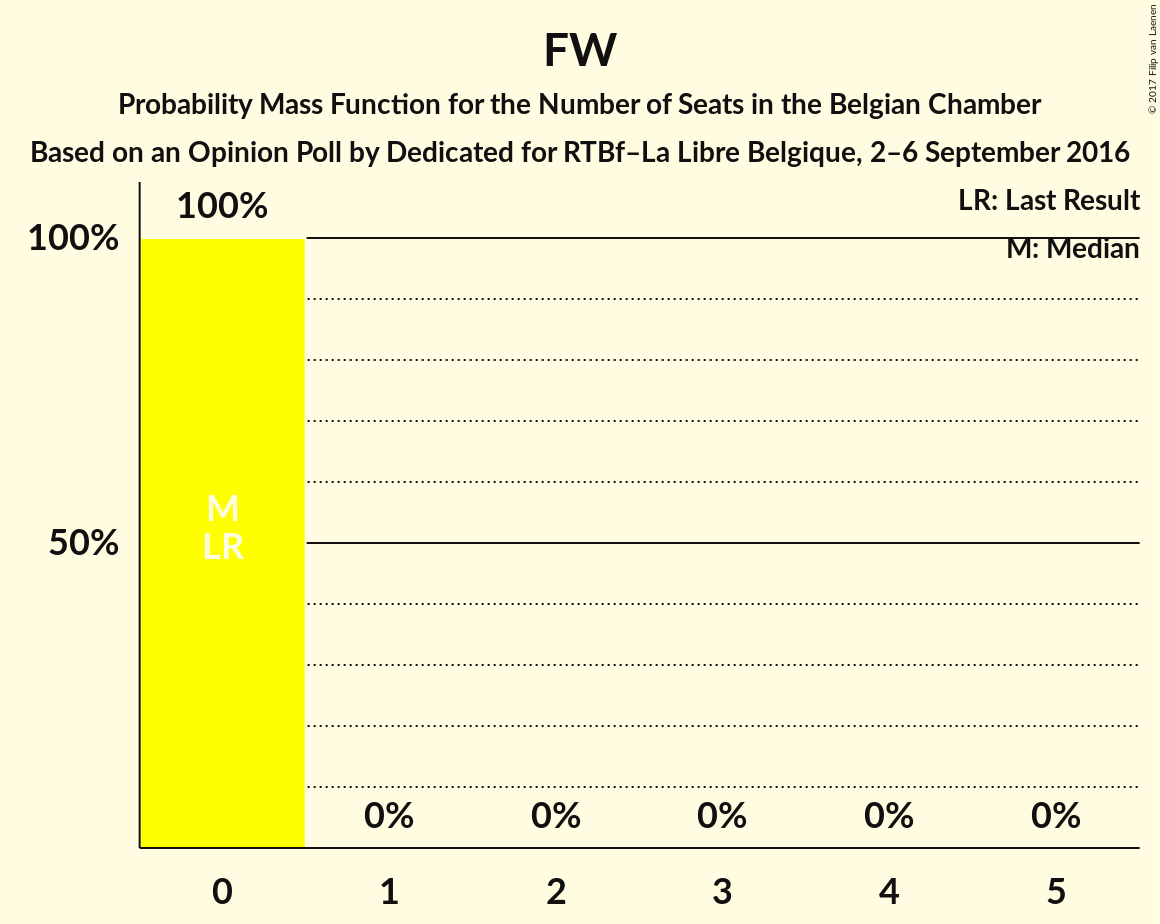 FW
Probability Mass Function for the Number of Seats in the Belgian Chamber
Based on an Opinion Poll by Dedicated for RTBf–La Libre Belgique, 2–6 September 2016
© 2017 Filip van Laenen
LR: Last Result
M: Median
100%
100%
50%
M
LR
0% 0% 0% 0% 0%
0 1 2 3 4 5